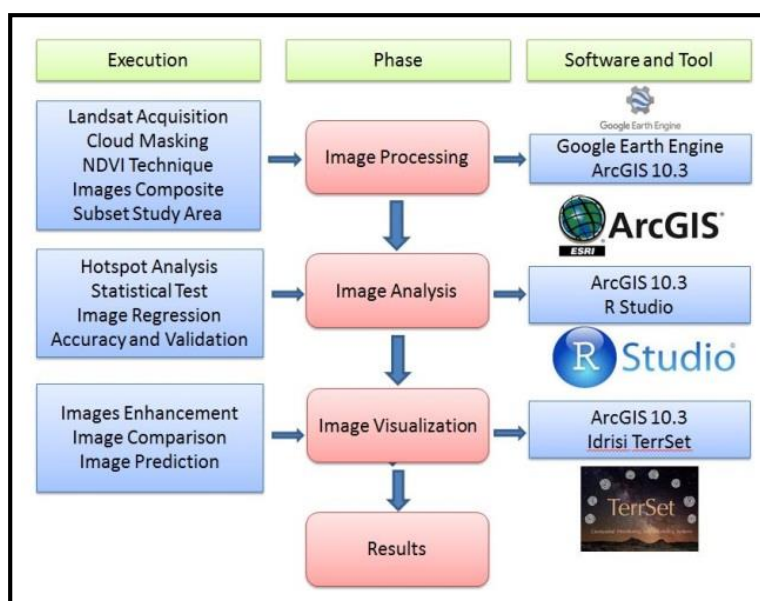 Execution
Phase
Software and Tool
Landsat Acquisition
Cloud Masking
NDVI Technique
Images Composite
Subset Study Area
Image Processing
Google Earth Engine
Google Earth Engine
ArcGIS 10.3
ArcGIS®
ESRI
Hotspot Analysis
Statistical Test
Image Regression
Accuracy and Validation
Image Analysis
ArcGIS 10.3
R Studio
R Studio®
Images Enhancement
Image Comparison
Image Prediction
Image Visualization
ArcGIS 10.3
Idrisi TerrSet
TerrSet
Results